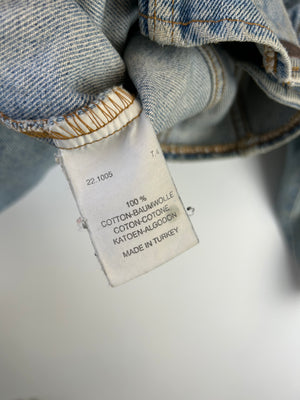 22.1005 T.
100 %
COTTON-BAUMWOLLE
COTON-COTONE
KATOEN-ALGODON
MADE IN TURKEY